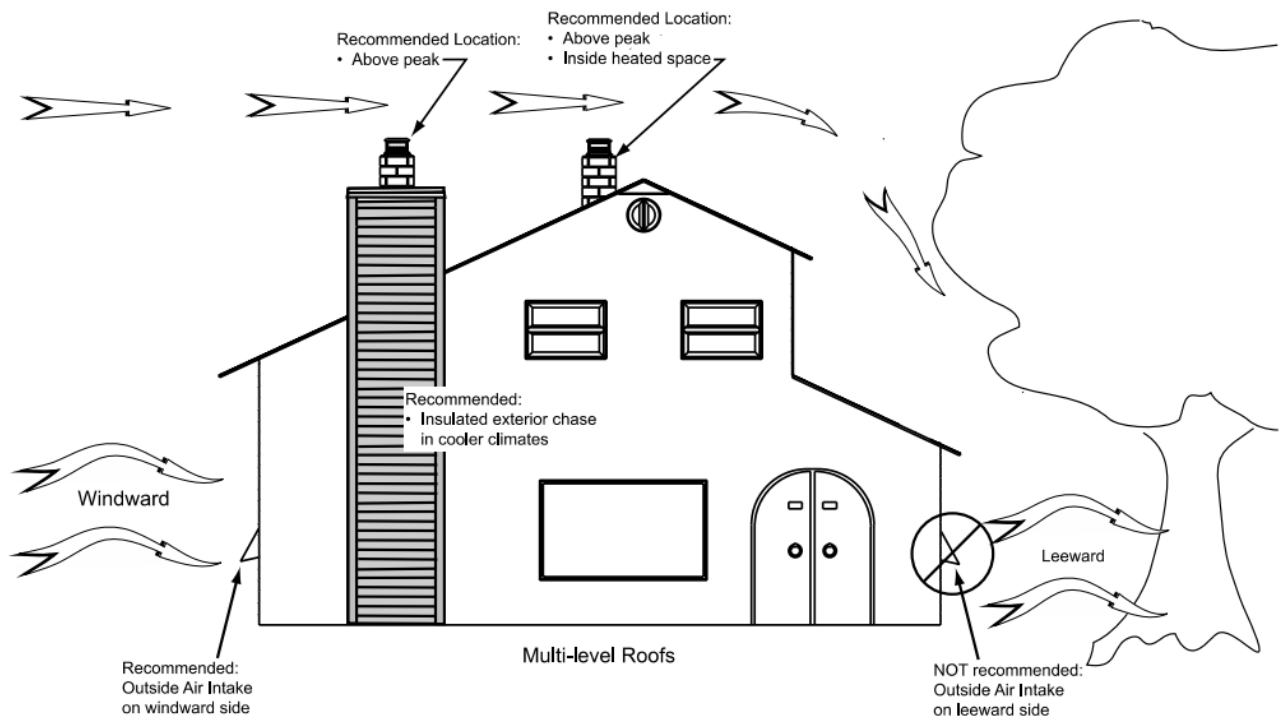 Recommended Location:
• Above peak
Recommended Location:
• Above peak
• Inside heated space
Recommended:
• Insulated exterior chase
in cooler climates
Windward
Leeward
Recommended:
Outside Air Intake
on windward side
Multi-level Roofs
NOT recommended:
Outside Air Intake
on leeward side